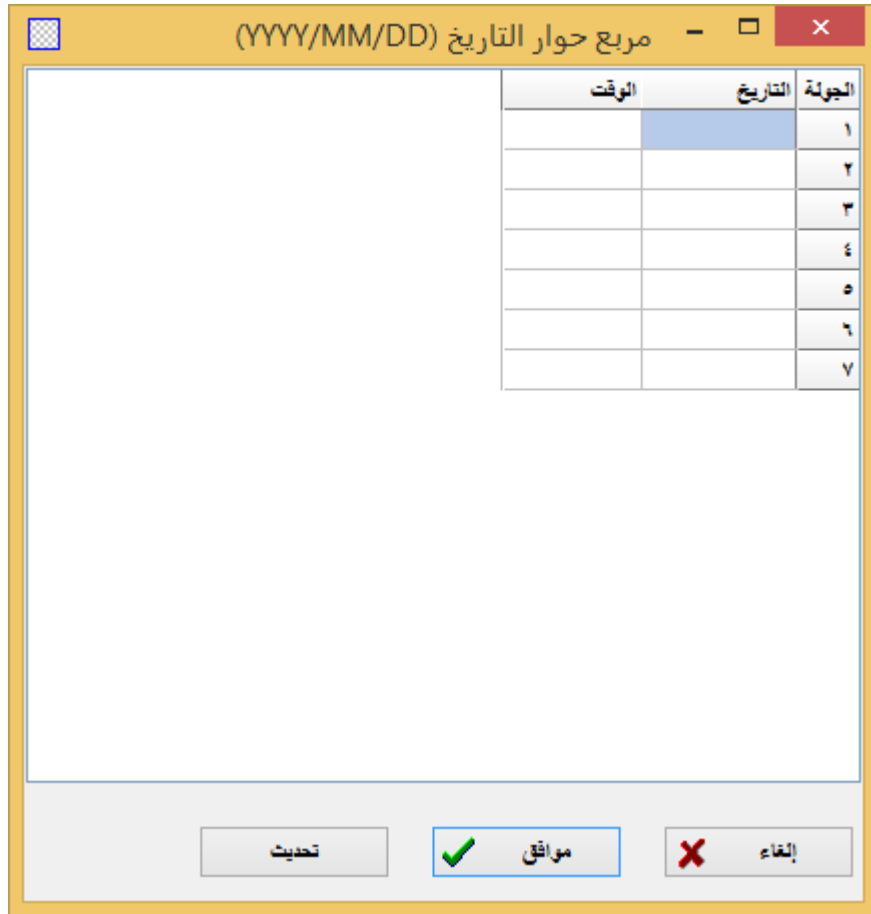 مربع حوار التاريخ (YYYY/MM/DD)
الجولة التاريخ الوقت
١
٢
٣
٤
٥
٦
٧
إلغاء موافق تحديث